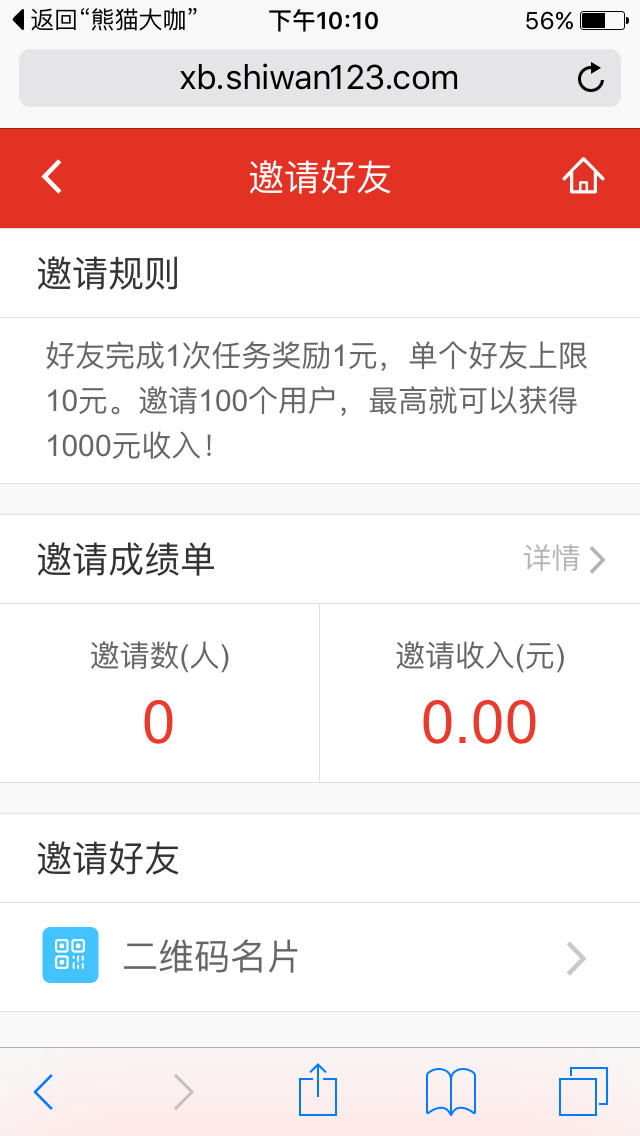 返回“熊猫大咖”
下午10:10
56%
xb.shiwan123.com
邀请好友
邀请规则
好友完成1次任务奖励1元，单个好友上限
10元。邀请100个用户，最高就可以获得
1000元收入！
邀请成绩单
详情
邀请数(人)
邀请收入(元)
0
0.00
邀请好友
二维码名片